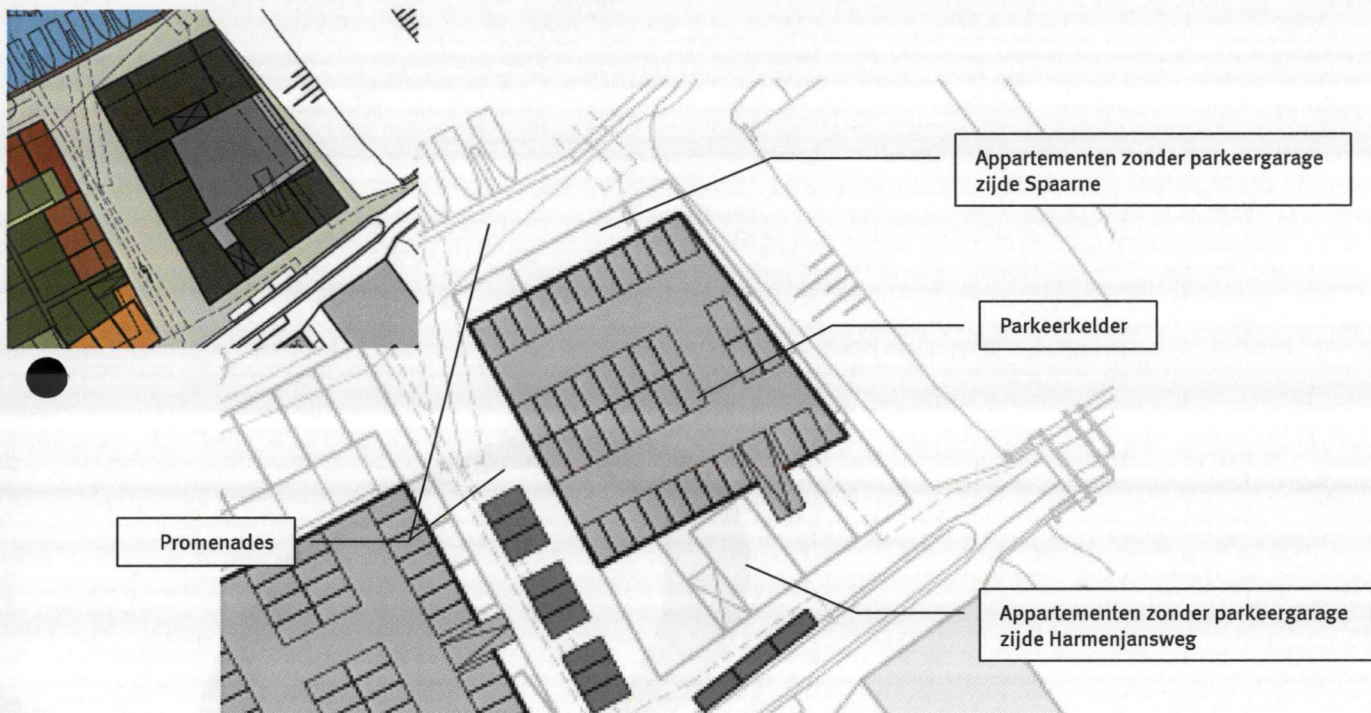 Appartementen zonder parkeergarage
zijde Spaarne
Parkeerkelder
Promenades
Appartementen zonder parkeergarage
zijde Harmenjansweg